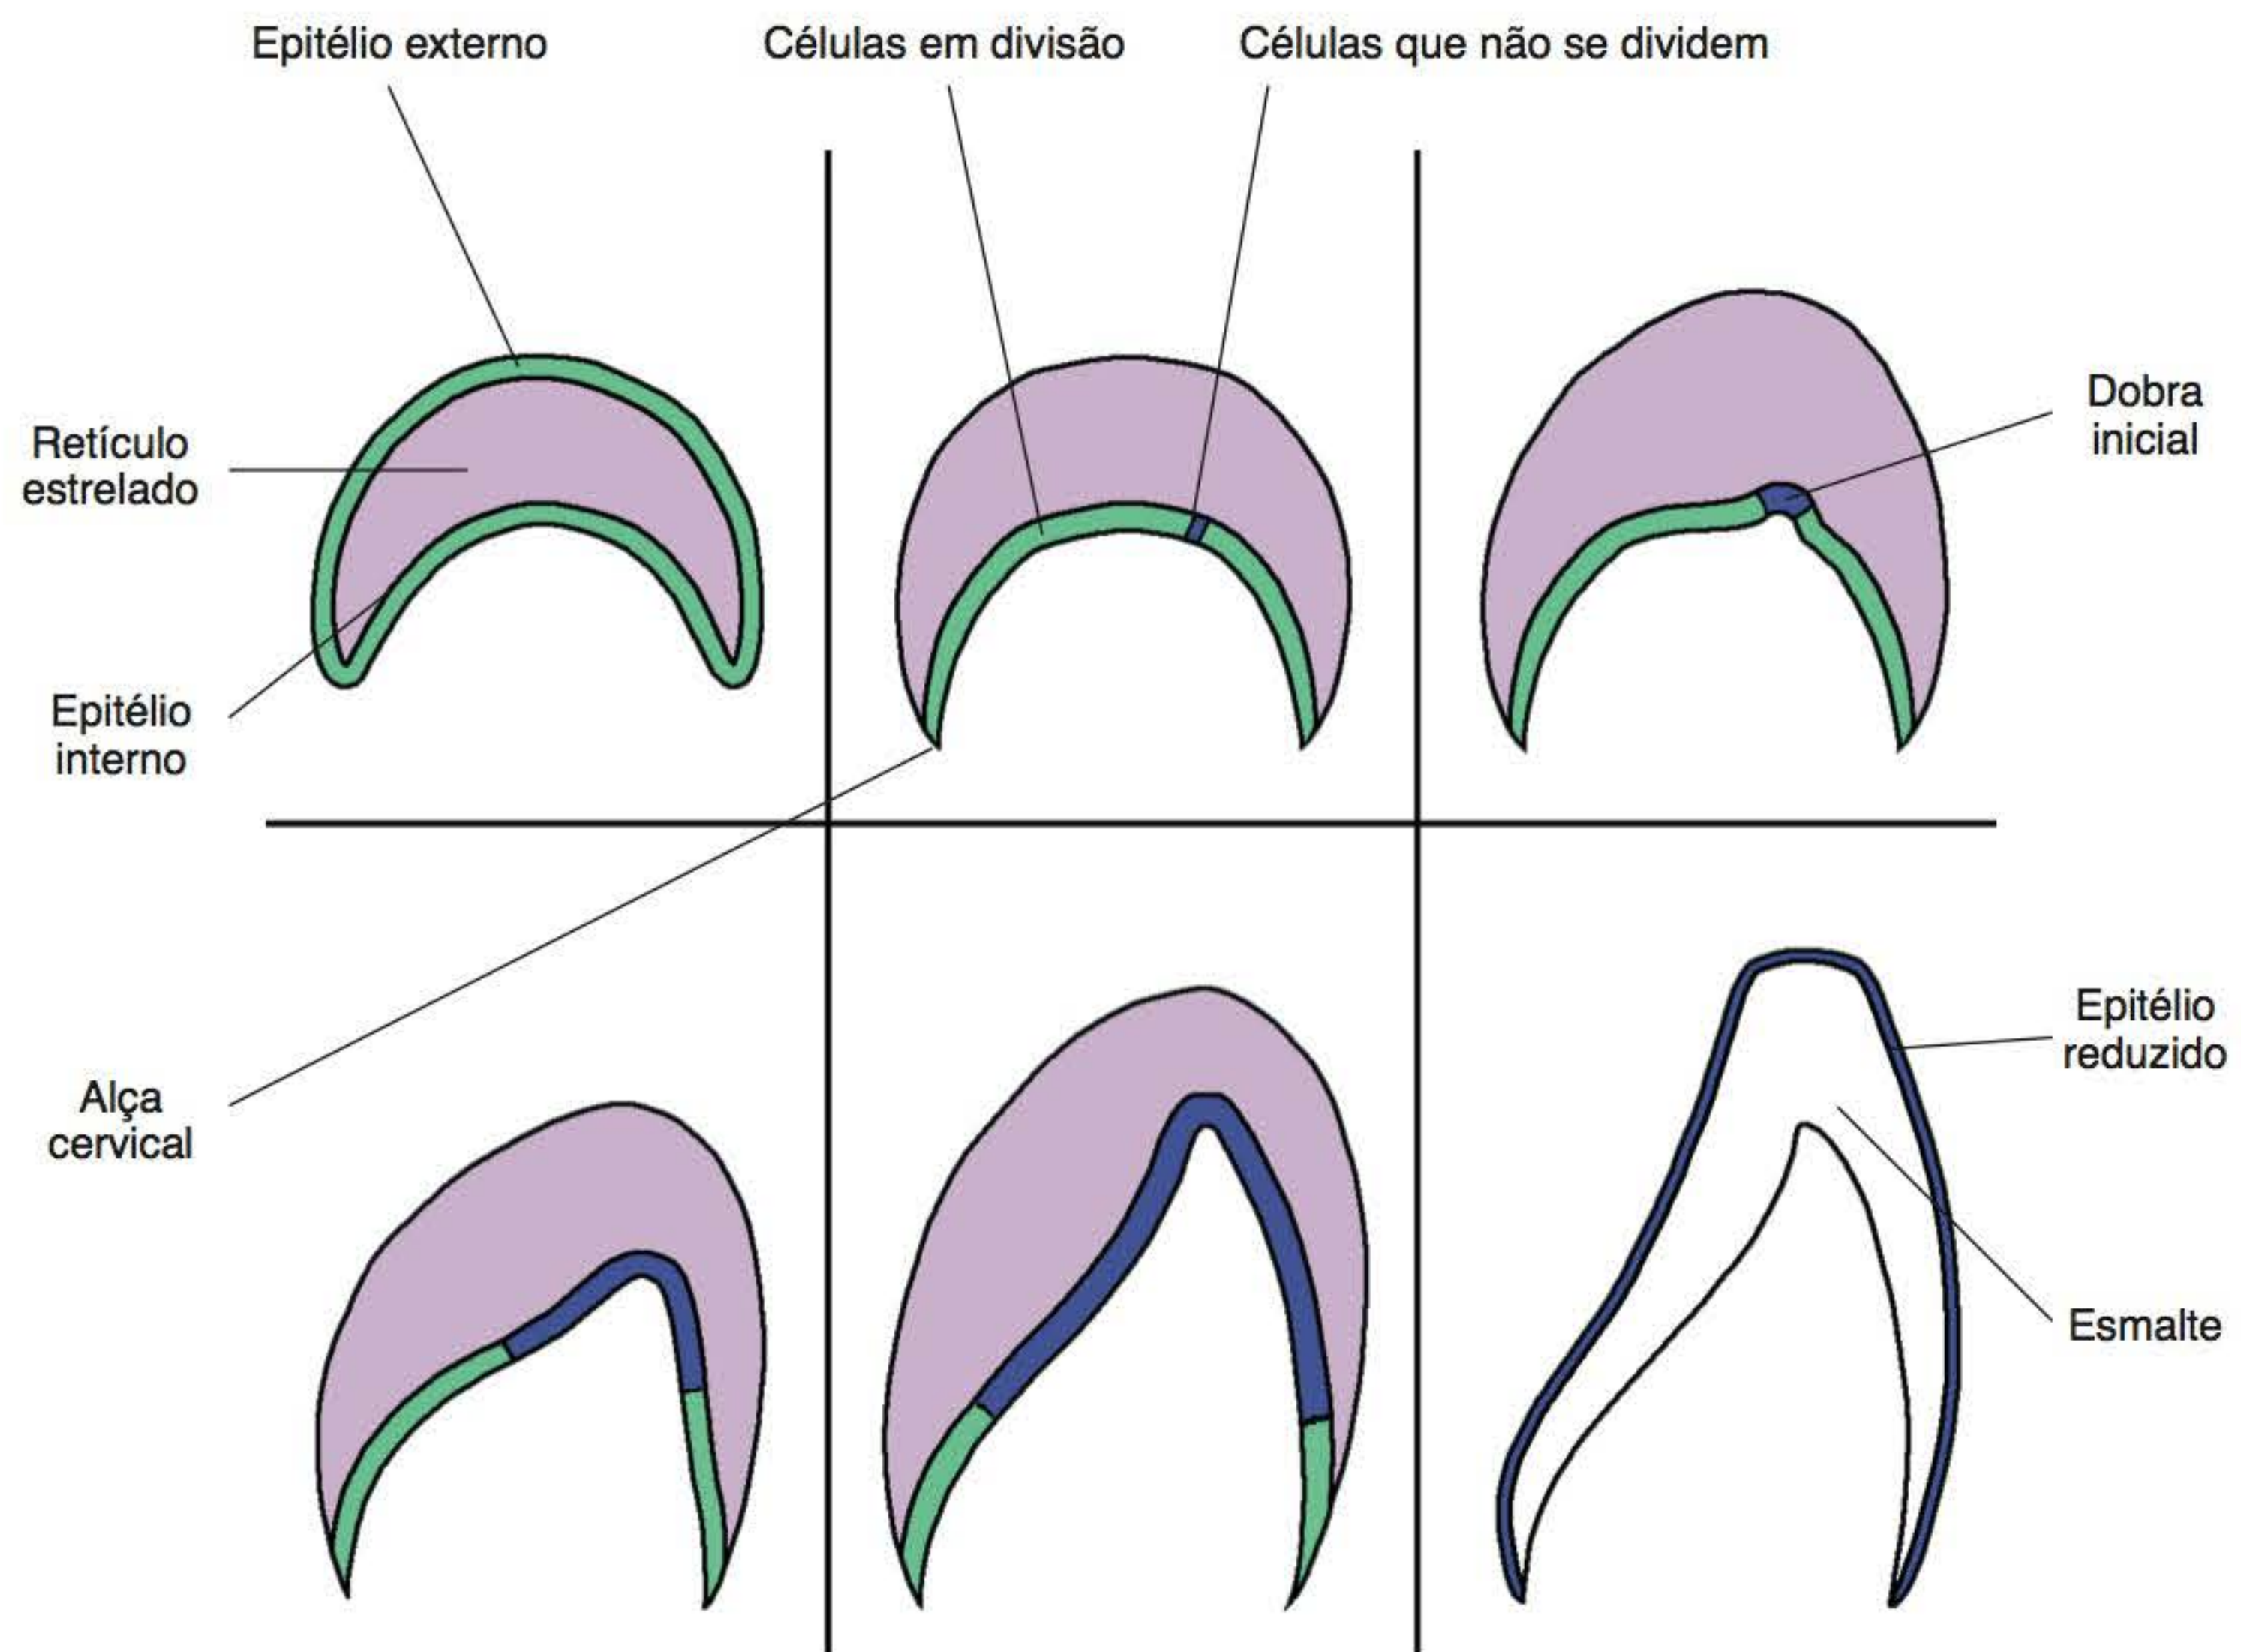 Epitélio externo
Células em divisão
Células que não se dividem
Retículo
estrelado
Dobra
inicial
Epitélio
interno
Alça
cervical
Epitélio
reduzido
Esmalte